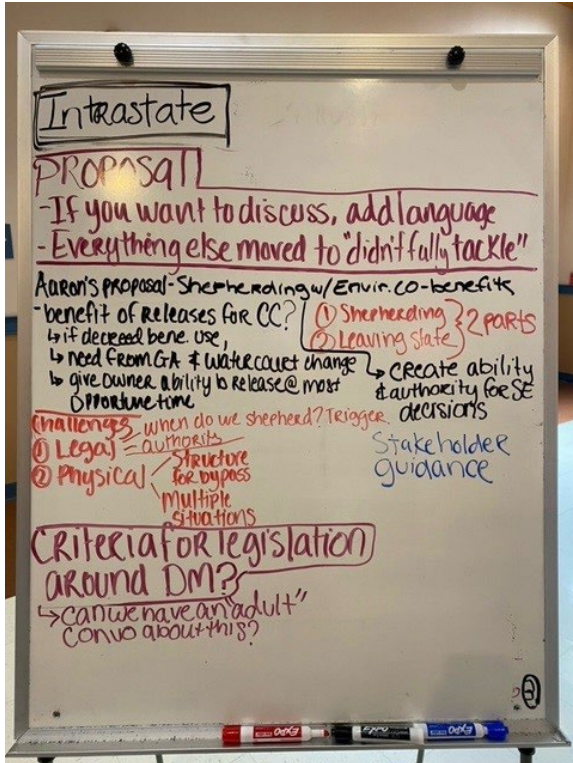 Intrastate
PROPOSAL
- If you want to discuss, add language
- Everything else moved to "didn't fully tackle"
Aaron's proposal - Shepherding w/ Envir. co-benefits
- benefit of Releases for CC?
↳ if decreed bene. use,
↳ need from GA & water court change
↳ give owner ability to release @ most
opportune time
① Shepherding
② Leaving State
} 2 parts
↳ create ability
& authority for SE
decisions
Stakeholder
guidance
Challenges
When do we shepherd? Trigger.
① Legal = authority
② Physical
Structure
for bypass
Multiple
situations
Criteria for legislation
around DM?
↳ can we have an "adult"
convo about this?
EXPO
EXPO
EXPO